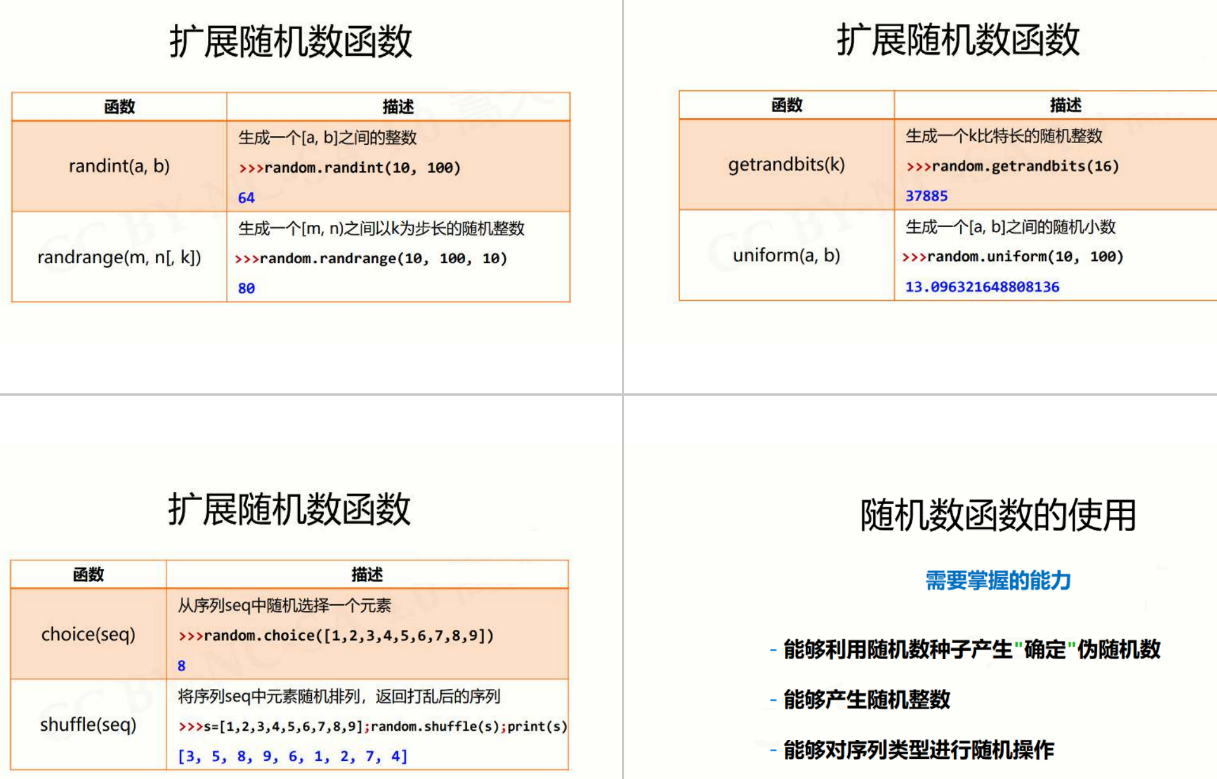 扩展随机数函数
函数 描述
randint(a, b)
生成一个[a, b]之间的整数
>>>random.randint(10, 100)
64
randrange(m, n[, k])
生成一个[m, n)之间以k为步长的随机整数
>>>random.randrange(10, 100, 10)
80
扩展随机数函数
函数 描述
getrandbits(k)
生成一个k比特长的随机整数
>>>random.getrandbits(16)
37885
uniform(a, b)
生成一个[a, b]之间的随机小数
>>>random.uniform(10, 100)
13.096321648808136
扩展随机数函数
函数 描述
choice(seq)
从序列seq中随机选择一个元素
>>>random.choice([1,2,3,4,5,6,7,8,9])
8
shuffle(seq)
将序列seq中元素随机排列，返回打乱后的序列
>>>s=[1,2,3,4,5,6,7,8,9];random.shuffle(s);print(s)
[3, 5, 8, 9, 6, 1, 2, 7, 4]
随机数函数的使用
需要掌握的能力
- 能够利用随机数种子产生"确定"伪随机数
- 能够产生随机整数
- 能够对序列类型进行随机操作